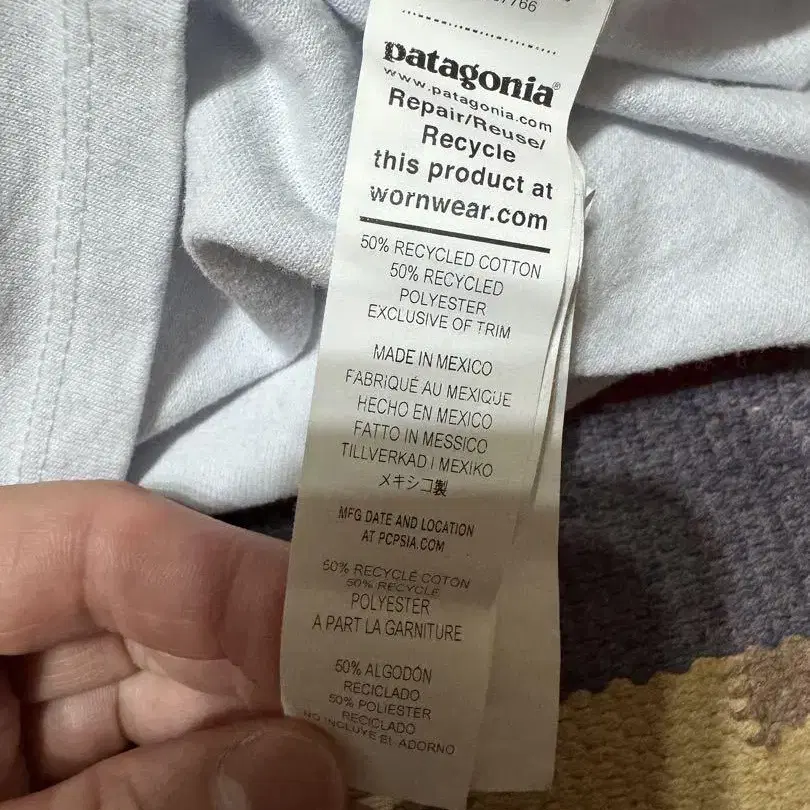 7766
patagonia®
www.patagonia.com
Repair/Reuse/
Recycle
this product at
wornwear.com
50% RECYCLED COTTON
50% RECYCLED
POLYESTER
EXCLUSIVE OF TRIM
MADE IN MEXICO
FABRIQUÉ AU MEXIQUE
HECHO EN MEXICO
FATTO IN MESSICO
TILLVERKAD I MEXIKO
メキシコ製
MFG DATE AND LOCATION
AT PCPSIA.COM
50% RECYCLÉ COTON
50% RECYCLÉ
POLYESTER
A PART LA GARNITURE
50% ALGODÓN
RECICLADO
50% POLIESTER
RECICLADO
NO INCLUYE EL ADORNO